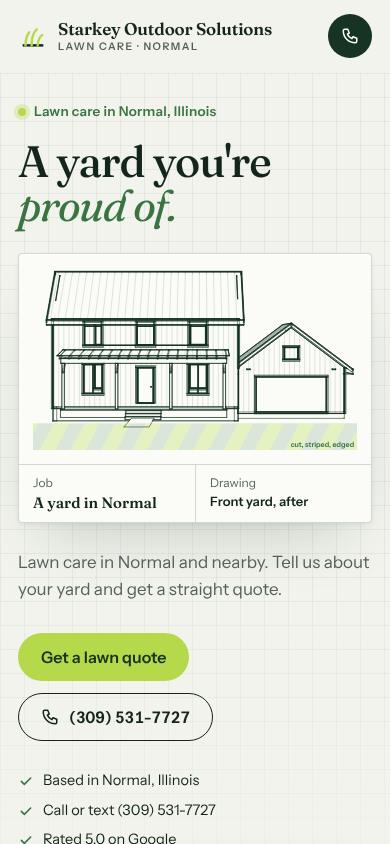 Starkey Outdoor Solutions
LAWN CARE · NORMAL
Lawn care in Normal, Illinois
A yard you're
proud of.
cut, striped, edged
Job
A yard in Normal
Drawing
Front yard, after
Lawn care in Normal and nearby. Tell us about
your yard and get a straight quote.
Get a lawn quote
(309) 531-7727
Based in Normal, Illinois
Call or text (309) 531-7727
Rated 5.0 on Google